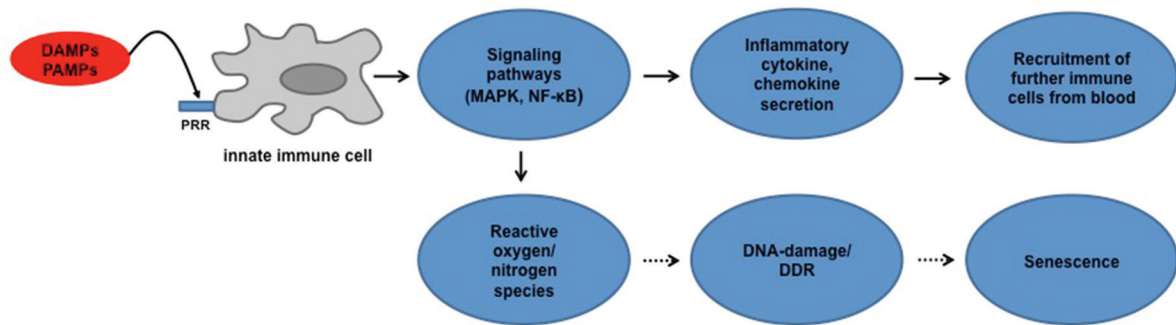 DAMPs
PAMPs
PRR
innate immune cell
Signaling
pathways
(MAPK, NF-κB)
Inflammatory
cytokine,
chemokine
secretion
Recruitment of
further immune
cells from blood
Reactive
oxygen/
nitrogen
species
DNA-damage/
DDR
Senescence